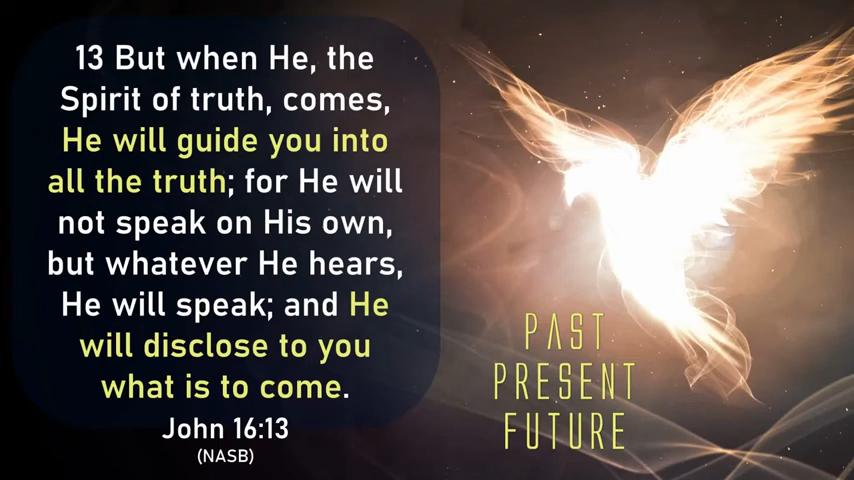 13 But when He, the
Spirit of truth, comes,
He will guide you into
all the truth; for He will
not speak on His own,
but whatever He hears,
He will speak; and He
will disclose to you
what is to come.
John 16:13
(NASB)
PAST
PRESENT
FUTURE